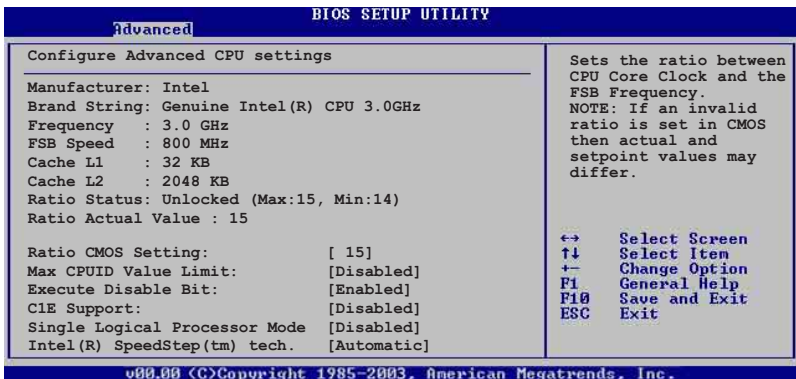 BIOS SETUP UTILITY
Advanced
Configure Advanced CPU settings
Manufacturer: Intel
Brand String: Genuine Intel(R) CPU 3.0GHz
Frequency : 3.0 GHz
FSB Speed : 800 MHz
Cache L1 : 32 KB
Cache L2 : 2048 KB
Ratio Status: Unlocked (Max:15, Min:14)
Ratio Actual Value : 15
Ratio CMOS Setting: [ 15]
Max CPUID Value Limit: [Disabled]
Execute Disable Bit: [Enabled]
C1E Support: [Disabled]
Single Logical Processor Mode [Disabled]
Intel(R) SpeedStep(tm) tech. [Automatic]
Sets the ratio between
CPU Core Clock and the
FSB Frequency.
NOTE: If an invalid
ratio is set in CMOS
then actual and
setpoint values may
differ.
↔ Select Screen
↑↓ Select Item
+- Change Option
F1 General Help
F10 Save and Exit
ESC Exit
v00.00 (C)Copyright 1985-2003, American Megatrends, Inc.